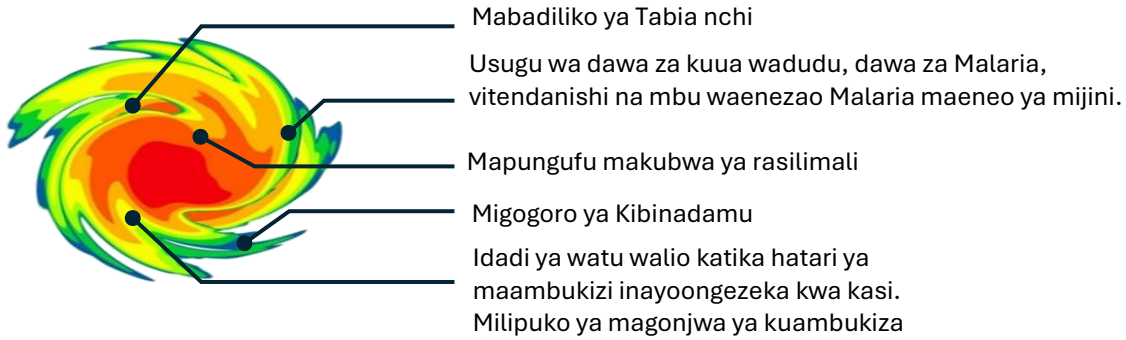 Mabadiliko ya Tabia nchi
Usugu wa dawa za kuua wadudu, dawa za Malaria,
vitendanishi na mbu waenezao Malaria maeneo ya mijini.
Mapungufu makubwa ya rasilimali
Migogoro ya Kibinadamu
Idadi ya watu walio katika hatari ya
maambukizi inayoongezeka kwa kasi.
Milipuko ya magonjwa ya kuambukiza